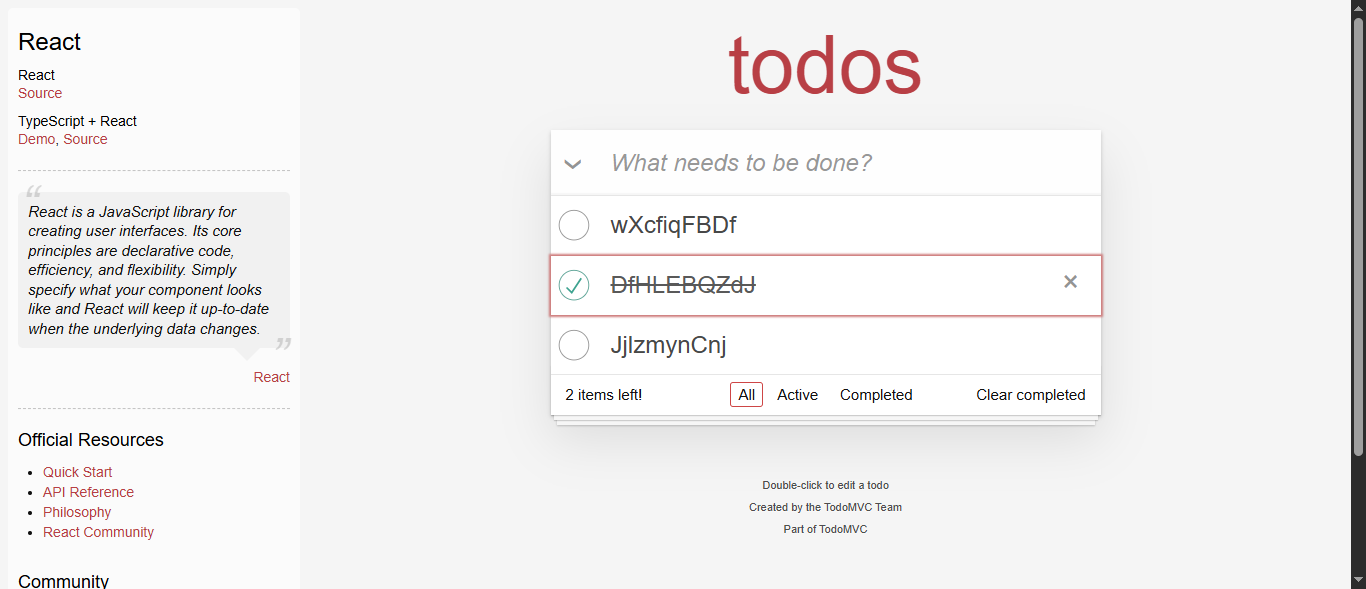 React
React
Source
TypeScript + React
Demo, Source
“
React is a JavaScript library for
creating user interfaces. Its core
principles are declarative code,
efficiency, and flexibility. Simply
specify what your component looks
like and React will keep it up-to-date
when the underlying data changes.
”
React
Official Resources
Quick Start
API Reference
Philosophy
React Community
Community
todos
What needs to be done?
wXcfiqFBDf
DfHLEBQZdJ
JjlzmynCnj
2 items left!
All Active Completed
Clear completed
Double-click to edit a todo
Created by the TodoMVC Team
Part of TodoMVC